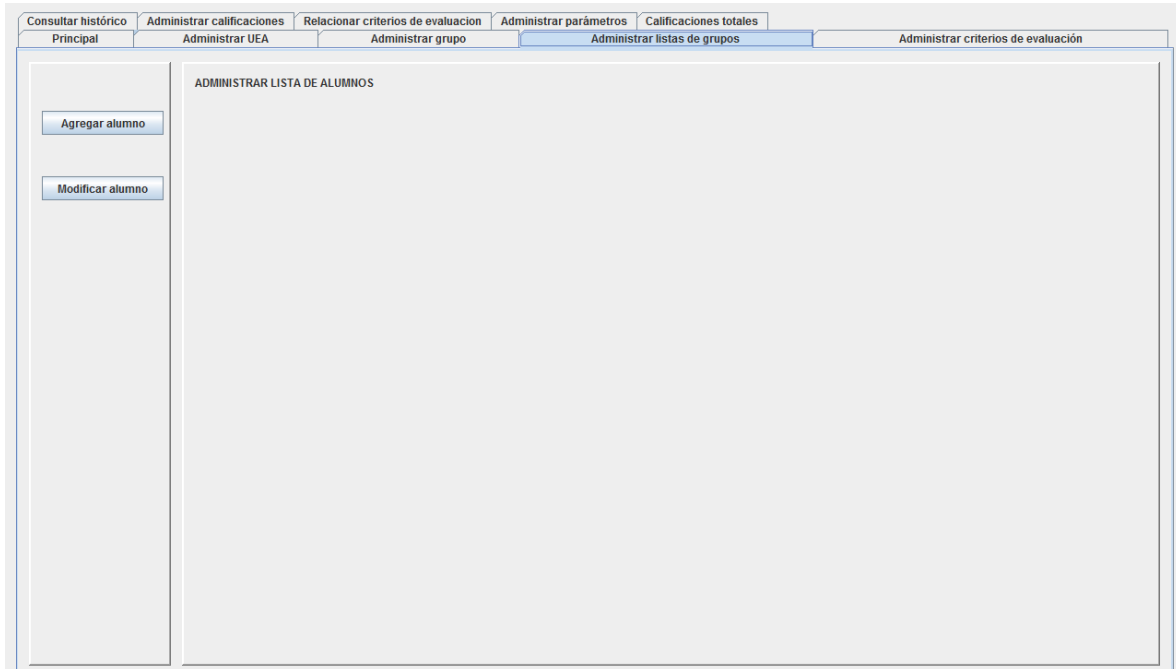 Consultar histórico Administrar calificaciones Relacionar criterios de evaluacion Administrar parámetros Calificaciones totales
Principal Administrar UEA Administrar grupo Administrar listas de grupos Administrar criterios de evaluación
ADMINISTRAR LISTA DE ALUMNOS
Agregar alumno
Modificar alumno